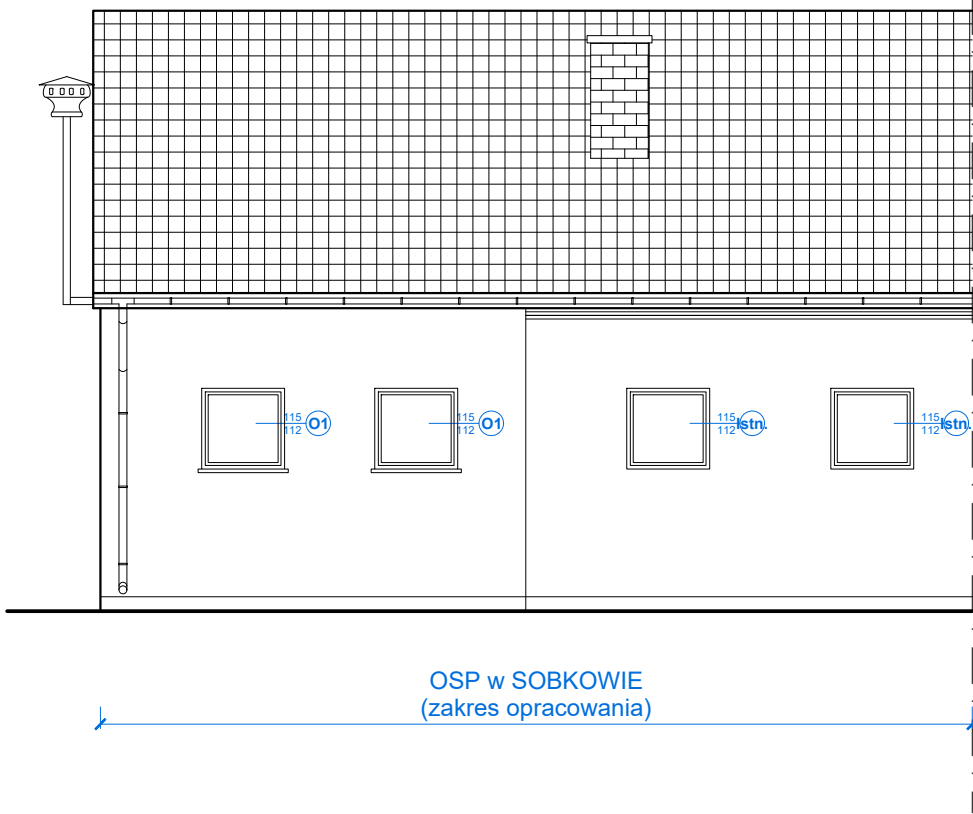 115
112 O1
115
112 O1
115
112 Istn.
115
112 Istn.
OSP w SOBKOWIE
(zakres opracowania)